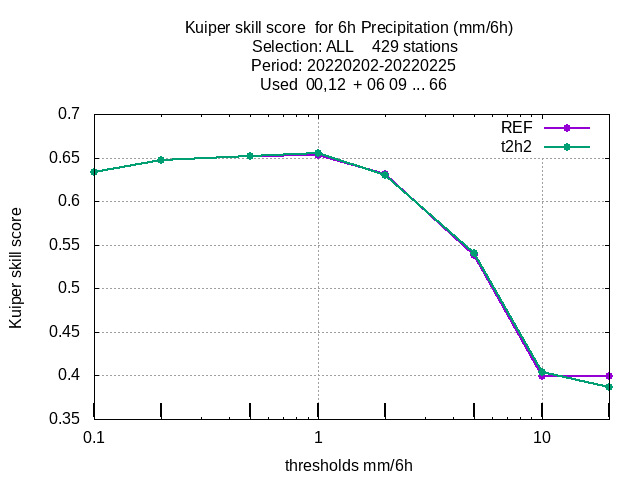 Kuiper skill score  for 6h Precipitation (mm/6h)
Selection: ALL    429 stations
Period: 20220202-20220225
Used  00,12  + 06 09 ... 66
0.7
REF
t2h2
0.65
0.6
0.55
0.5
0.45
0.4
0.35
Kuiper skill score
0.1 1 10
thresholds mm/6h